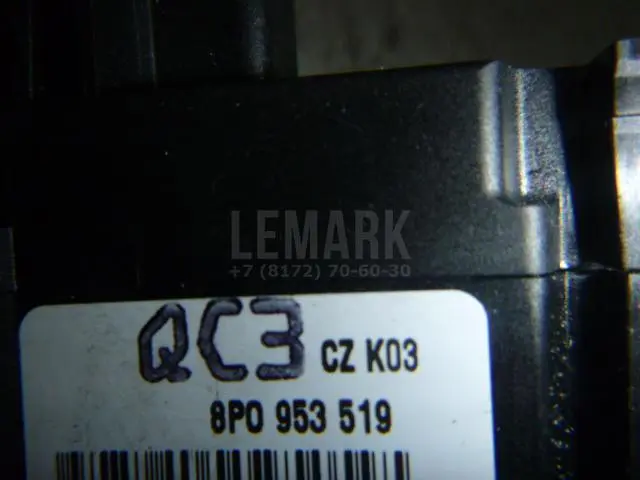 LEMARK
+7 (8172) 70-60-30
QC3 CZ K03
8P0 953 519